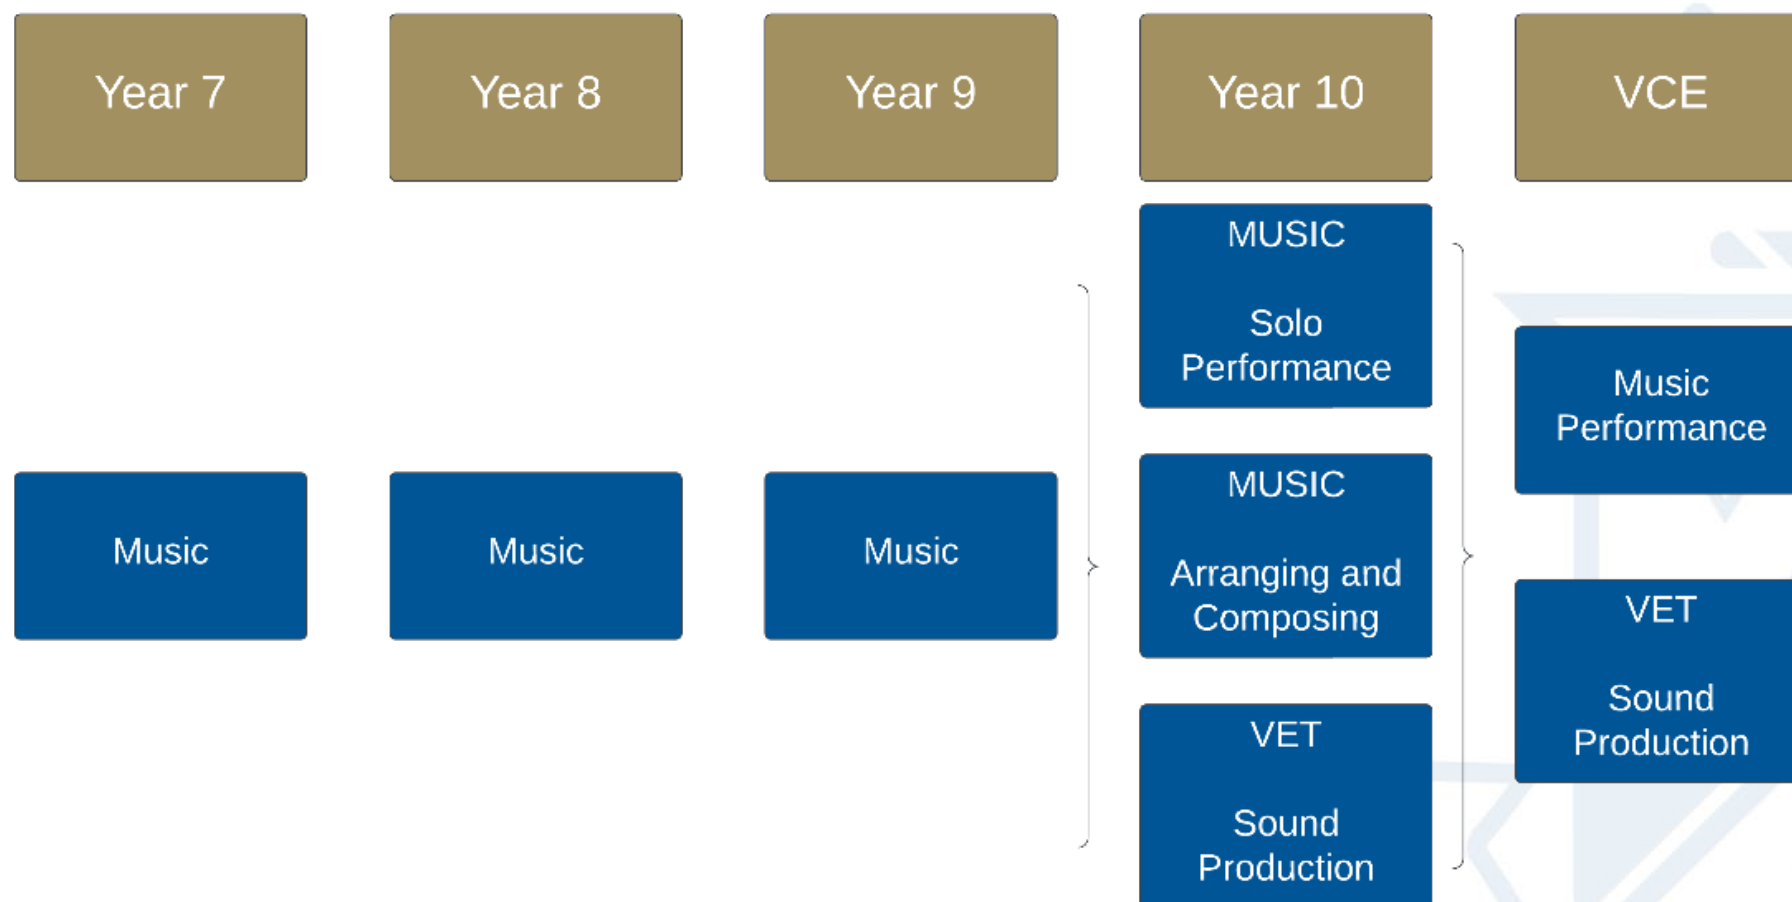 Year 7
Year 8
Year 9
Year 10
VCE
Music
Music
Music
MUSIC
Solo
Performance
MUSIC
Arranging and
Composing
VET
Sound
Production
Music
Performance
VET
Sound
Production